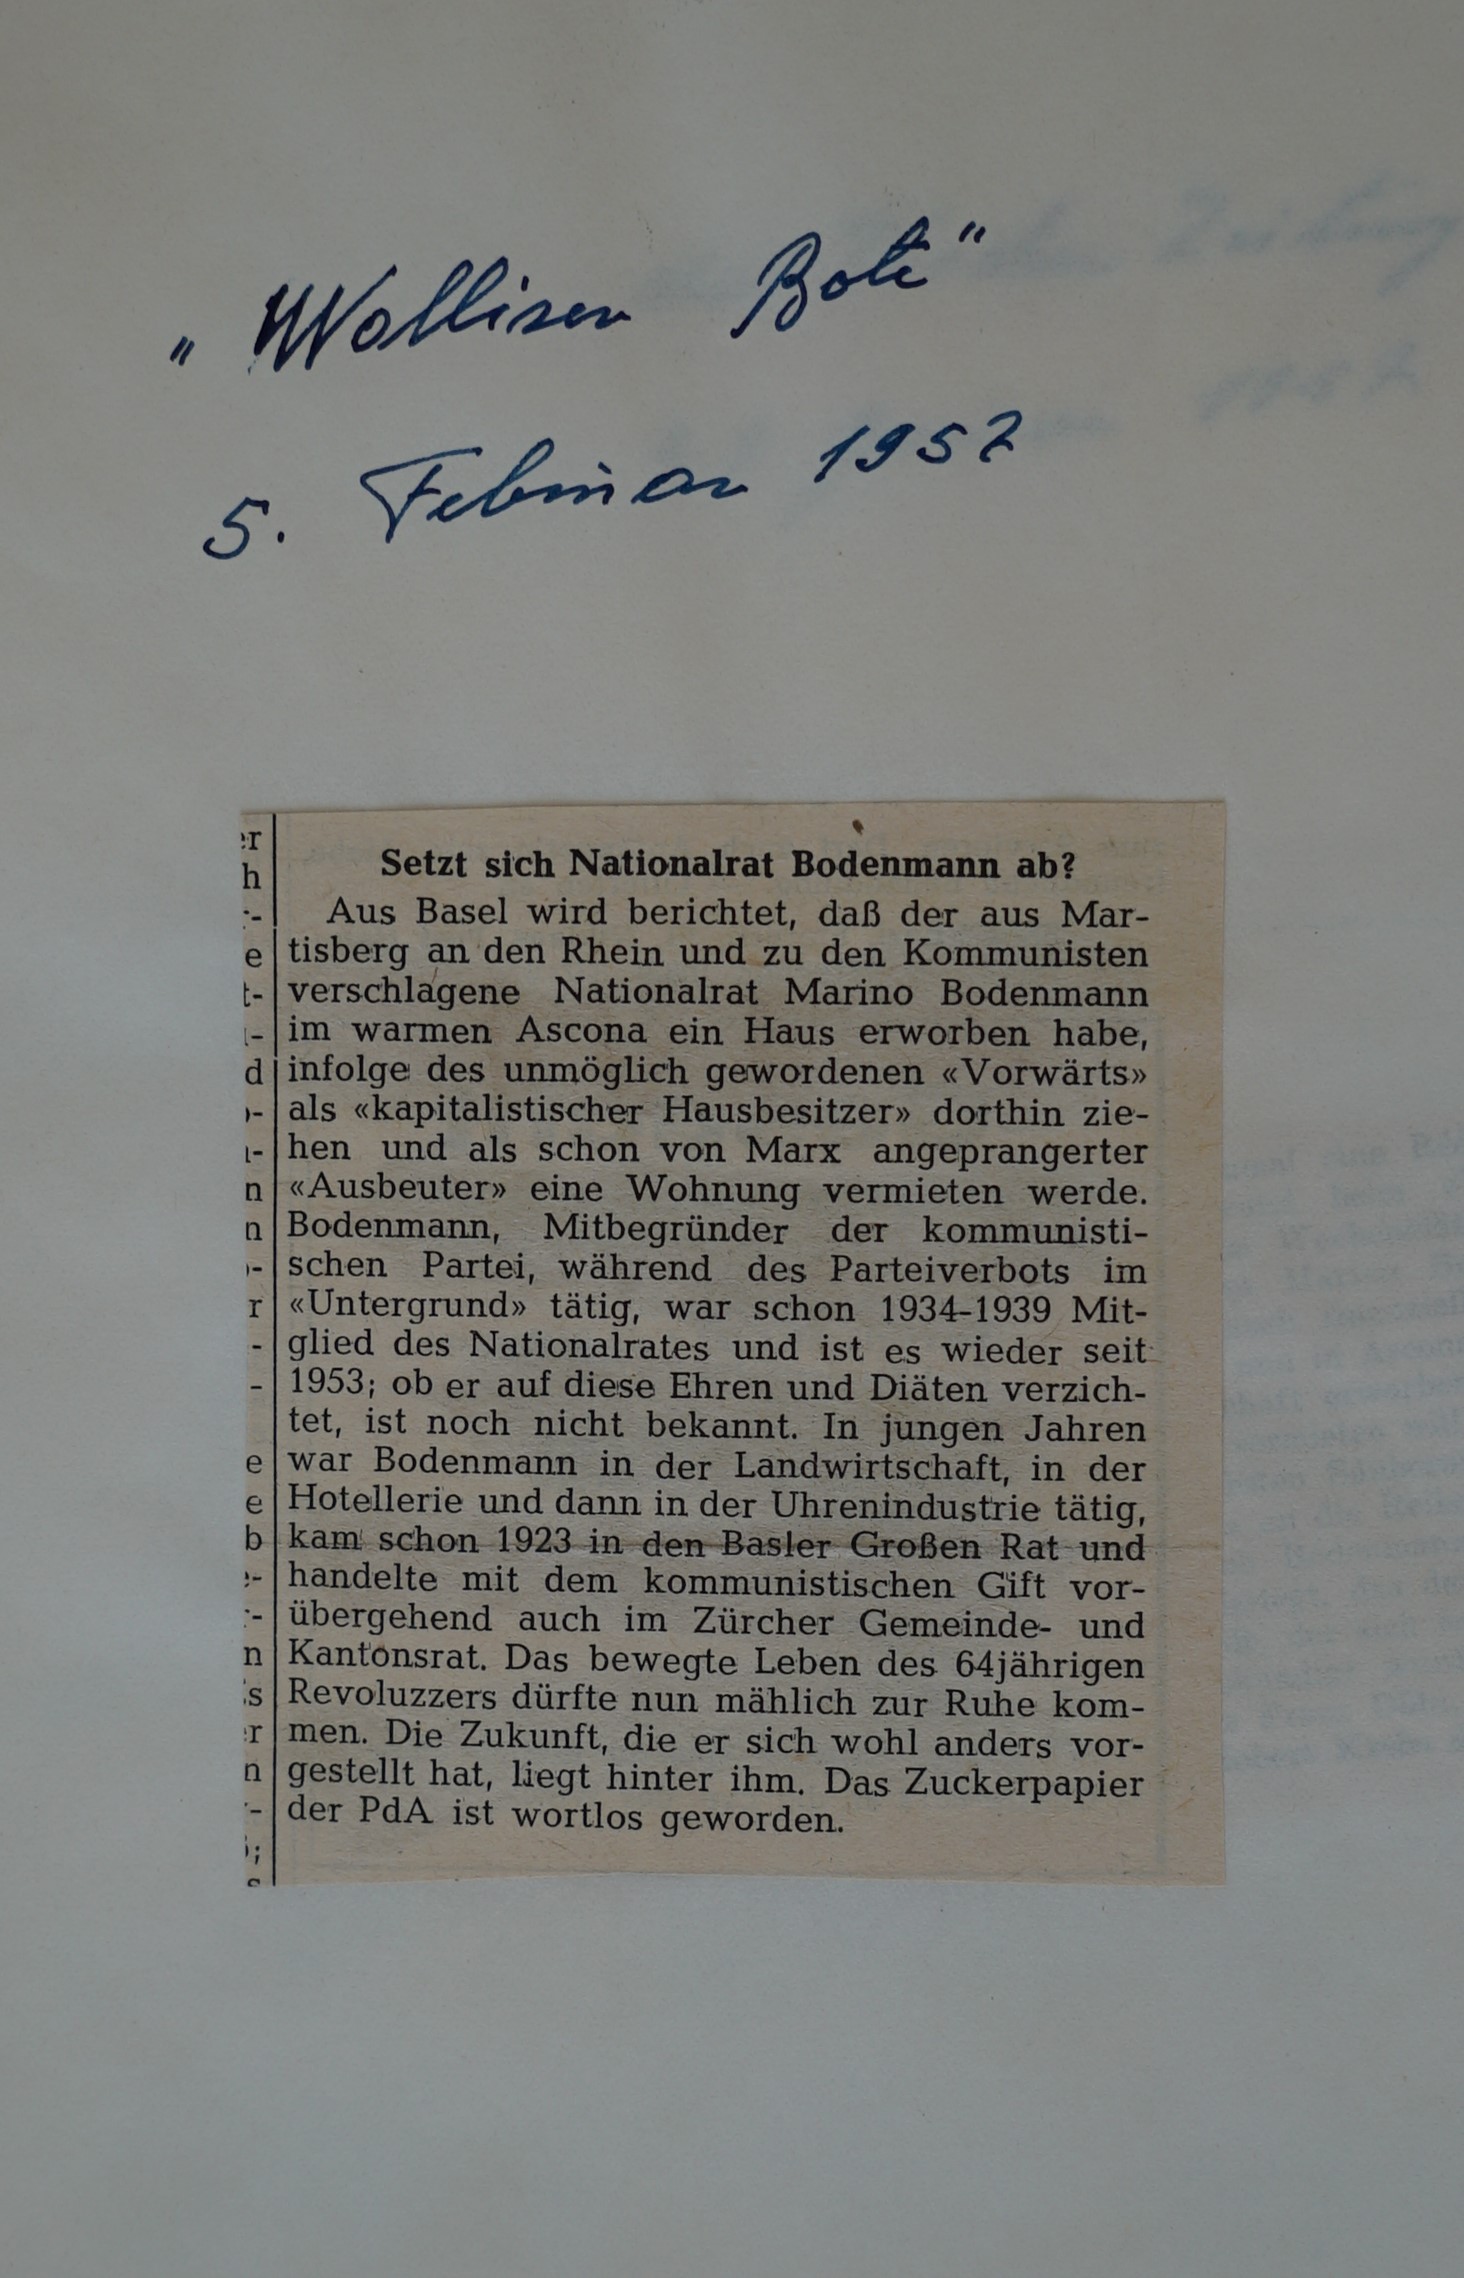 „Walliser Bote"
5. Februar 1957
er
h
-
e
t-
-
d
-
-
n
n
-
r
-
-
e
e
b
-
-
n
s
r
n
-
;
Setzt sich Nationalrat Bodenmann ab?
Aus Basel wird berichtet, daß der aus Mar-
tisberg an den Rhein und zu den Kommunisten
verschlagene Nationalrat Marino Bodenmann
im warmen Ascona ein Haus erworben habe,
infolge des unmöglich gewordenen «Vorwärts»
als «kapitalistischer Hausbesitzer» dorthin zie-
hen und als schon von Marx angeprangerter
«Ausbeuter» eine Wohnung vermieten werde.
Bodenmann, Mitbegründer der kommunisti-
schen Partei, während des Parteiverbots im
«Untergrund» tätig, war schon 1934-1939 Mit-
glied des Nationalrates und ist es wieder seit
1953; ob er auf diese Ehren und Diäten verzich-
tet, ist noch nicht bekannt. In jungen Jahren
war Bodenmann in der Landwirtschaft, in der
Hotellerie und dann in der Uhrenindustrie tätig,
kam schon 1923 in den Basler Großen Rat und
handelte mit dem kommunistischen Gift vor-
übergehend auch im Zürcher Gemeinde- und
Kantonsrat. Das bewegte Leben des 64jährigen
Revoluzzers dürfte nun mählich zur Ruhe kom-
men. Die Zukunft, die er sich wohl anders vor-
gestellt hat, liegt hinter ihm. Das Zuckerpapier
der PdA ist wortlos geworden.